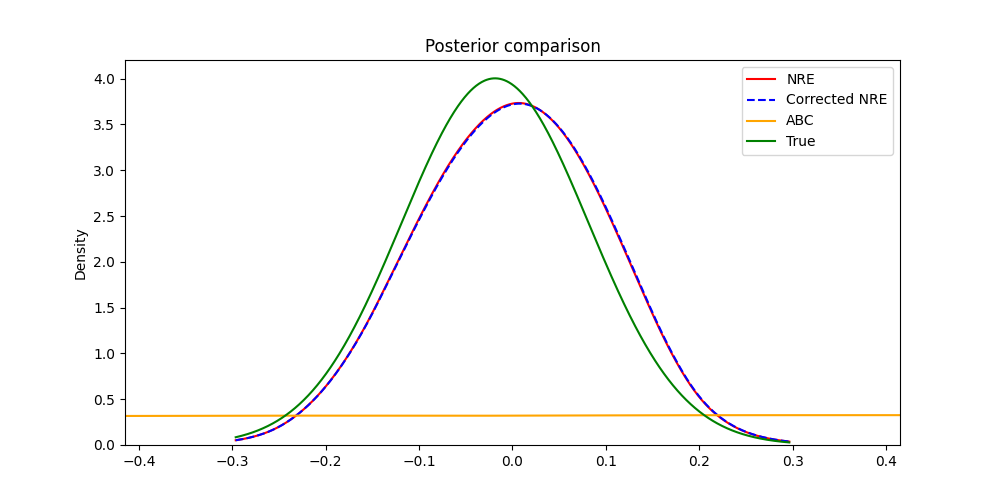 Posterior comparison
NRE
Corrected NRE
ABC
True
Density
4.0
3.5
3.0
2.5
2.0
1.5
1.0
0.5
0.0
−0.4 −0.3 −0.2 −0.1 0.0 0.1 0.2 0.3 0.4